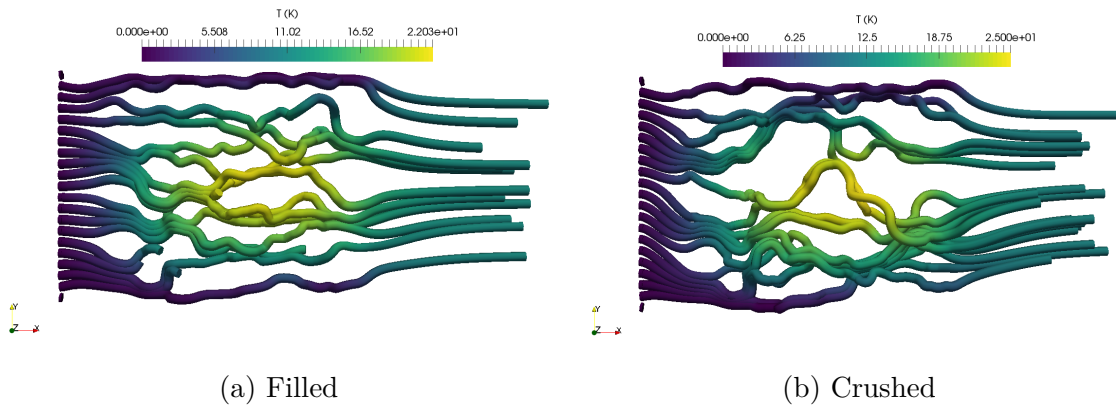 T (K)
0.000e+00 5.508 11.02 16.52 2.203e+01
T (K)
0.000e+00 6.25 12.5 18.75 2.500e+01
Y
Z X
Y
Z X
(a) Filled
(b) Crushed